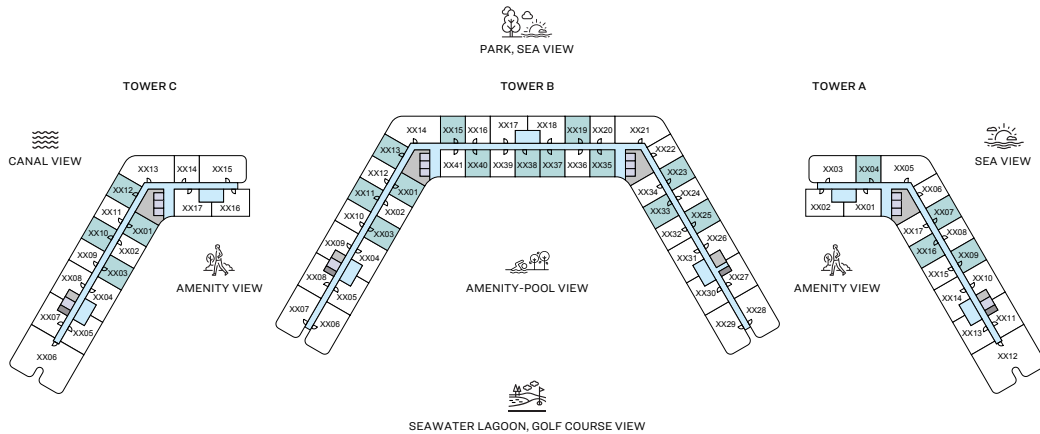 PARK, SEA VIEW
TOWER C
TOWER B
TOWER A
CANAL VIEW
SEA VIEW
XX13
XX14
XX15
XX12
XX11
XX10
XX09
XX08
XX07
XX06
XX05
XX04
XX03
XX02
XX01
XX17
XX16
AMENITY VIEW
XX14
XX15
XX16
XX17
XX18
XX19
XX20
XX21
XX13
XX12
XX11
XX10
XX09
XX08
XX07
XX06
XX05
XX04
XX03
XX02
XX01
XX41
XX40
XX39
XX38
XX37
XX36
XX35
XX22
XX23
XX24
XX25
XX26
XX27
XX28
XX29
XX30
XX31
XX32
XX33
XX34
AMENITY-POOL VIEW
XX03
XX04
XX05
XX02
XX01
XX06
XX07
XX08
XX09
XX10
XX11
XX12
XX13
XX14
XX15
XX16
XX17
AMENITY VIEW
SEAWATER LAGOON, GOLF COURSE VIEW